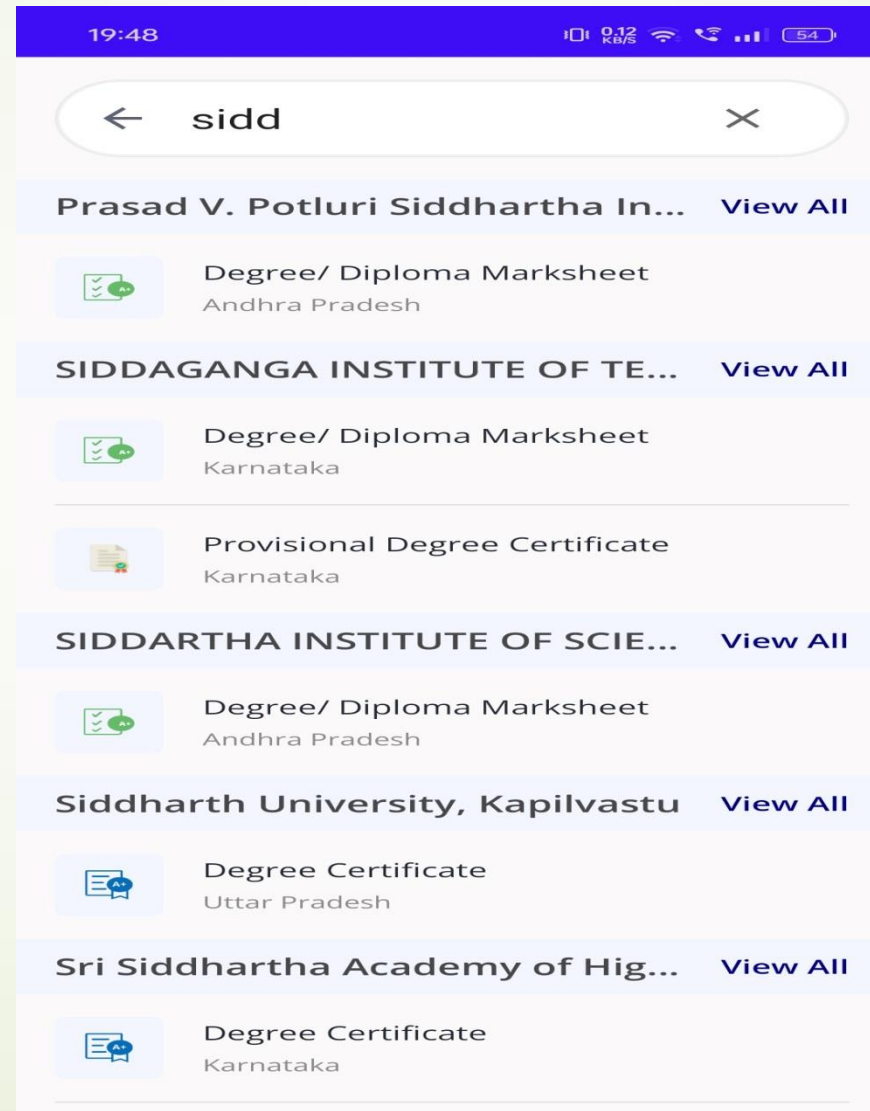 19:48 0.12 KB/S 54
sidd
Prasad V. Potluri Siddhartha In... View All
Degree/ Diploma Marksheet
Andhra Pradesh
SIDDAGANGA INSTITUTE OF TE... View All
Degree/ Diploma Marksheet
Karnataka
Provisional Degree Certificate
Karnataka
SIDDARTHA INSTITUTE OF SCIE... View All
Degree/ Diploma Marksheet
Andhra Pradesh
Siddharth University, Kapilvastu View All
A+ Degree Certificate
Uttar Pradesh
Sri Siddhartha Academy of Hig... View All
A+ Degree Certificate
Karnataka